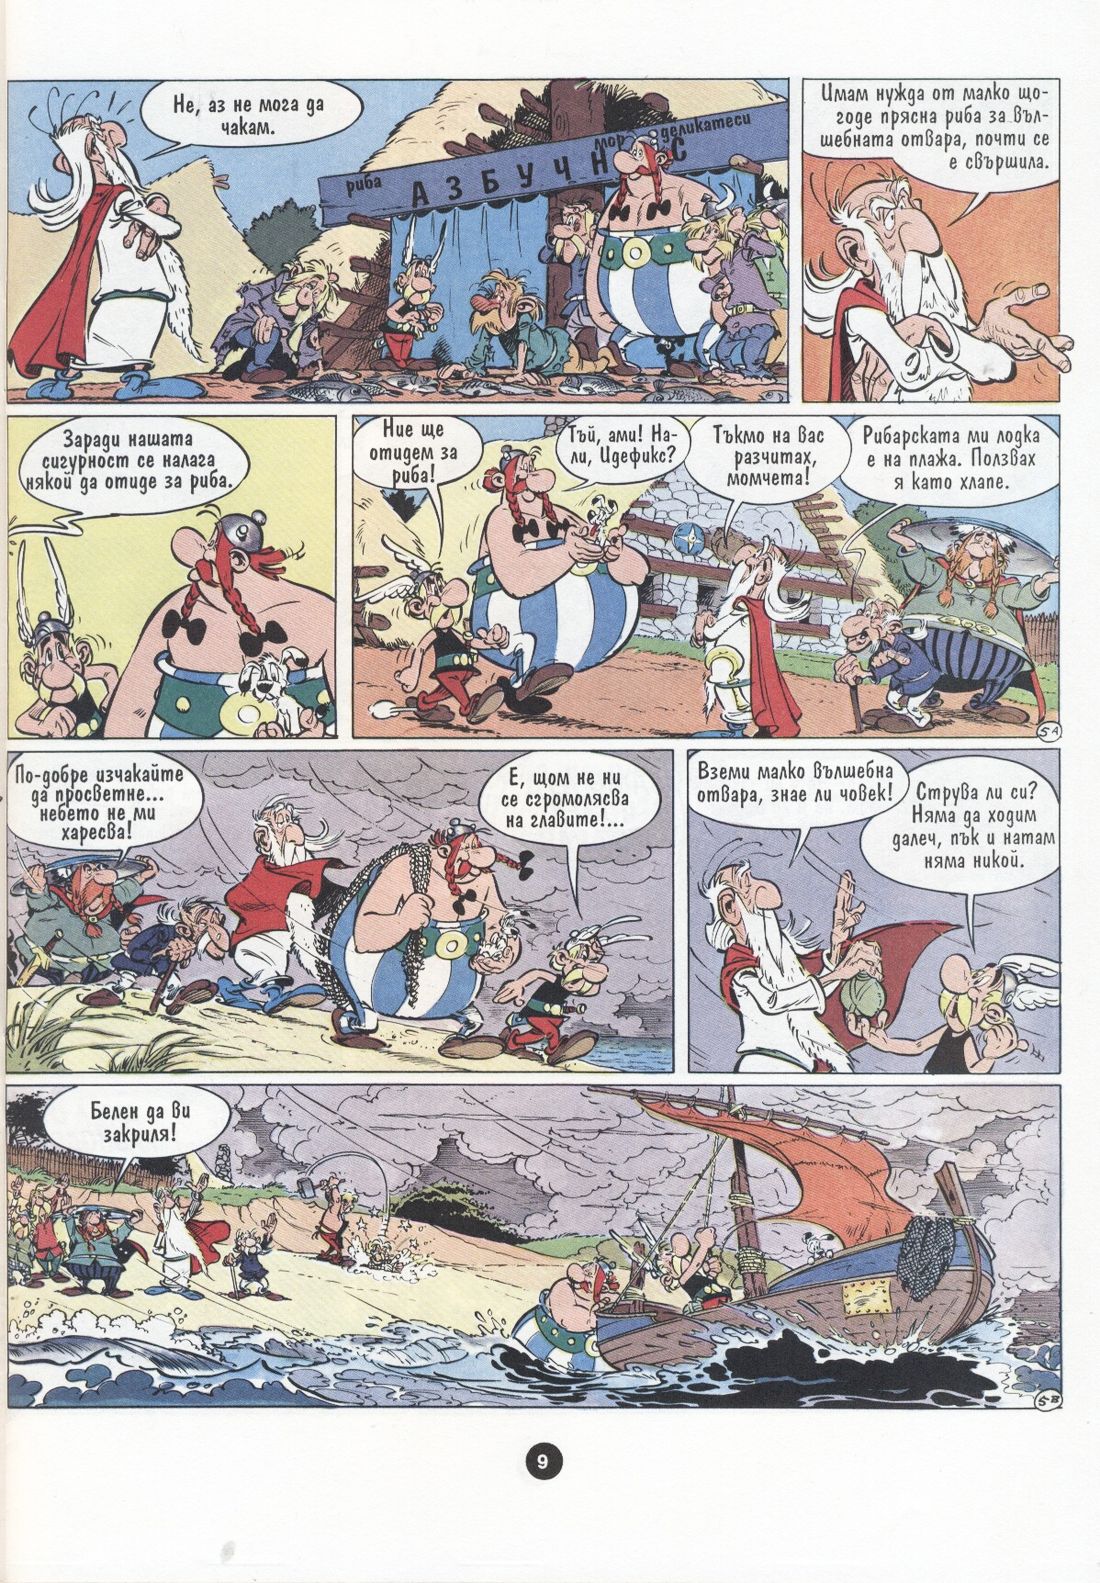 Не, аз не мога да
чакам.
риба
АЗБУЧН
С
мор
деликатеси
Имам нужда от малко що-
годе прясна риба за въл-
шебната отвара, почти се
е свършила.
Заради нашата
сигурност се налага
някой да отиде за риба.
Ние ще
отидем за
риба!
Тъй, ами! На-
ли, Идефикс?
Тъкмо на вас
разчитах,
момчета!
Рибарската ми лодка
е на плажа. Ползвах
я като хлапе.
5A
По-добре изчакайте
да просветне...
небето не ми
харесва!
Е, щом не ни
се сгромолясва
на главите!...
Вземи малко вълшебна
отвара, знае ли човек!
Струва ли си?
Няма да ходим
далеч, пък и натам
няма никой.
Белен да ви
закриля!
5B
9